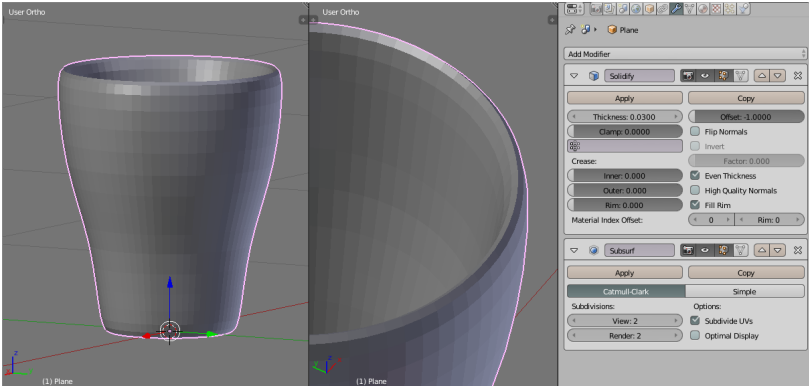 User Ortho
(1) Plane
z
User Ortho
(1) Plane
z
y
Plane
Add Modifier
Solidify
Apply
Copy
Thickness: 0.0300
Offset: -1.0000
Clamp: 0.0000
Flip Normals
Invert
Factor: 0.000
Crease:
Even Thickness
Inner: 0.000
High Quality Normals
Outer: 0.000
Fill Rim
Rim: 0.000
Material Index Offset:
0
Rim: 0
Subsurf
Apply
Copy
Catmull-Clark
Simple
Subdivisions:
Options:
View: 2
Subdivide UVs
Render: 2
Optimal Display